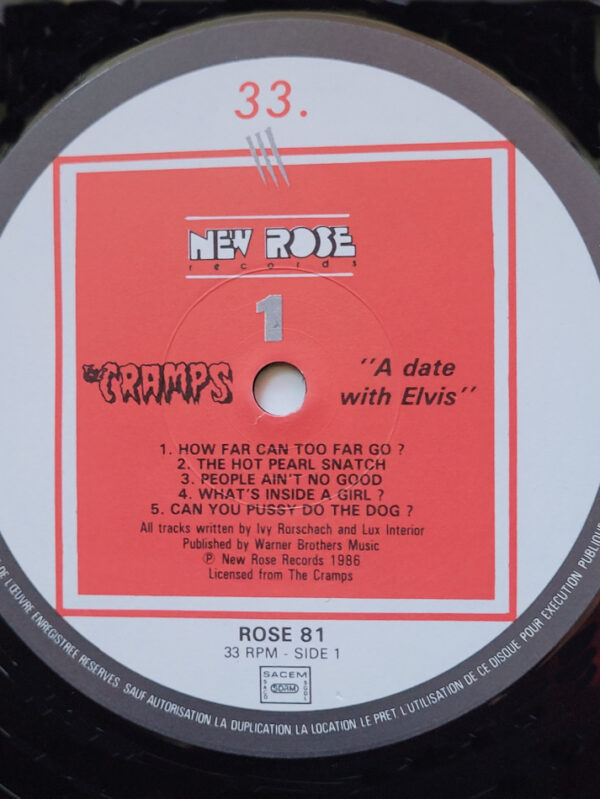 33.
NEW ROSE
records
1
THE CRAMPS
"A date
with Elvis"
1. HOW FAR CAN TOO FAR GO ?
2. THE HOT PEARL SNATCH
3. PEOPLE AIN'T NO GOOD
4. WHAT'S INSIDE A GIRL ?
5. CAN YOU PUSSY DO THE DOG ?
All tracks written by Ivy Rorschach and Lux Interior
Published by Warner Brothers Music
Ⓟ New Rose Records 1986
Licensed from The Cramps
ROSE 81
33 RPM - SIDE 1
SACEM
SACD SDRM SGDL
DE L'ŒUVRE ENREGISTREE RESERVES SAUF AUTORISATION LA DUPLICATION LA LOCATION LE PRET L'UTILISATION DE CE DISQUE POUR EXECUTION PUBLIQUE